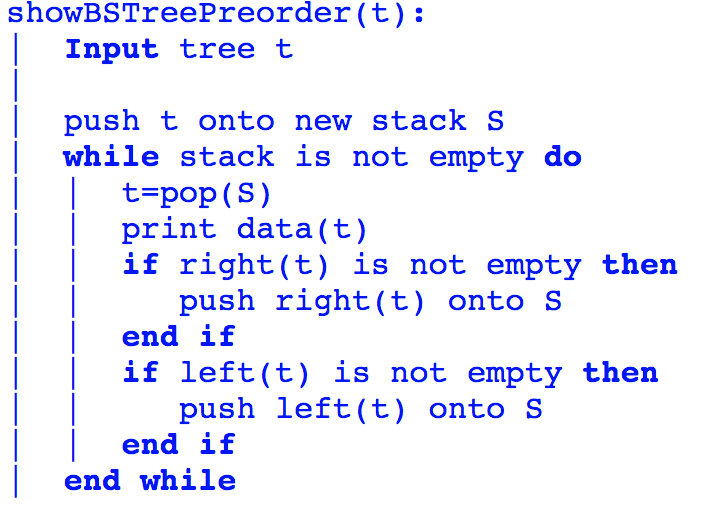 showBSTreePreorder(t):
|  Input tree t
|
|  push t onto new stack S
|  while stack is not empty do
|  |  t=pop(S)
|  |  print data(t)
|  |  if right(t) is not empty then
|  |     push right(t) onto S
|  |  end if
|  |  if left(t) is not empty then
|  |     push left(t) onto S
|  |  end if
|  end while